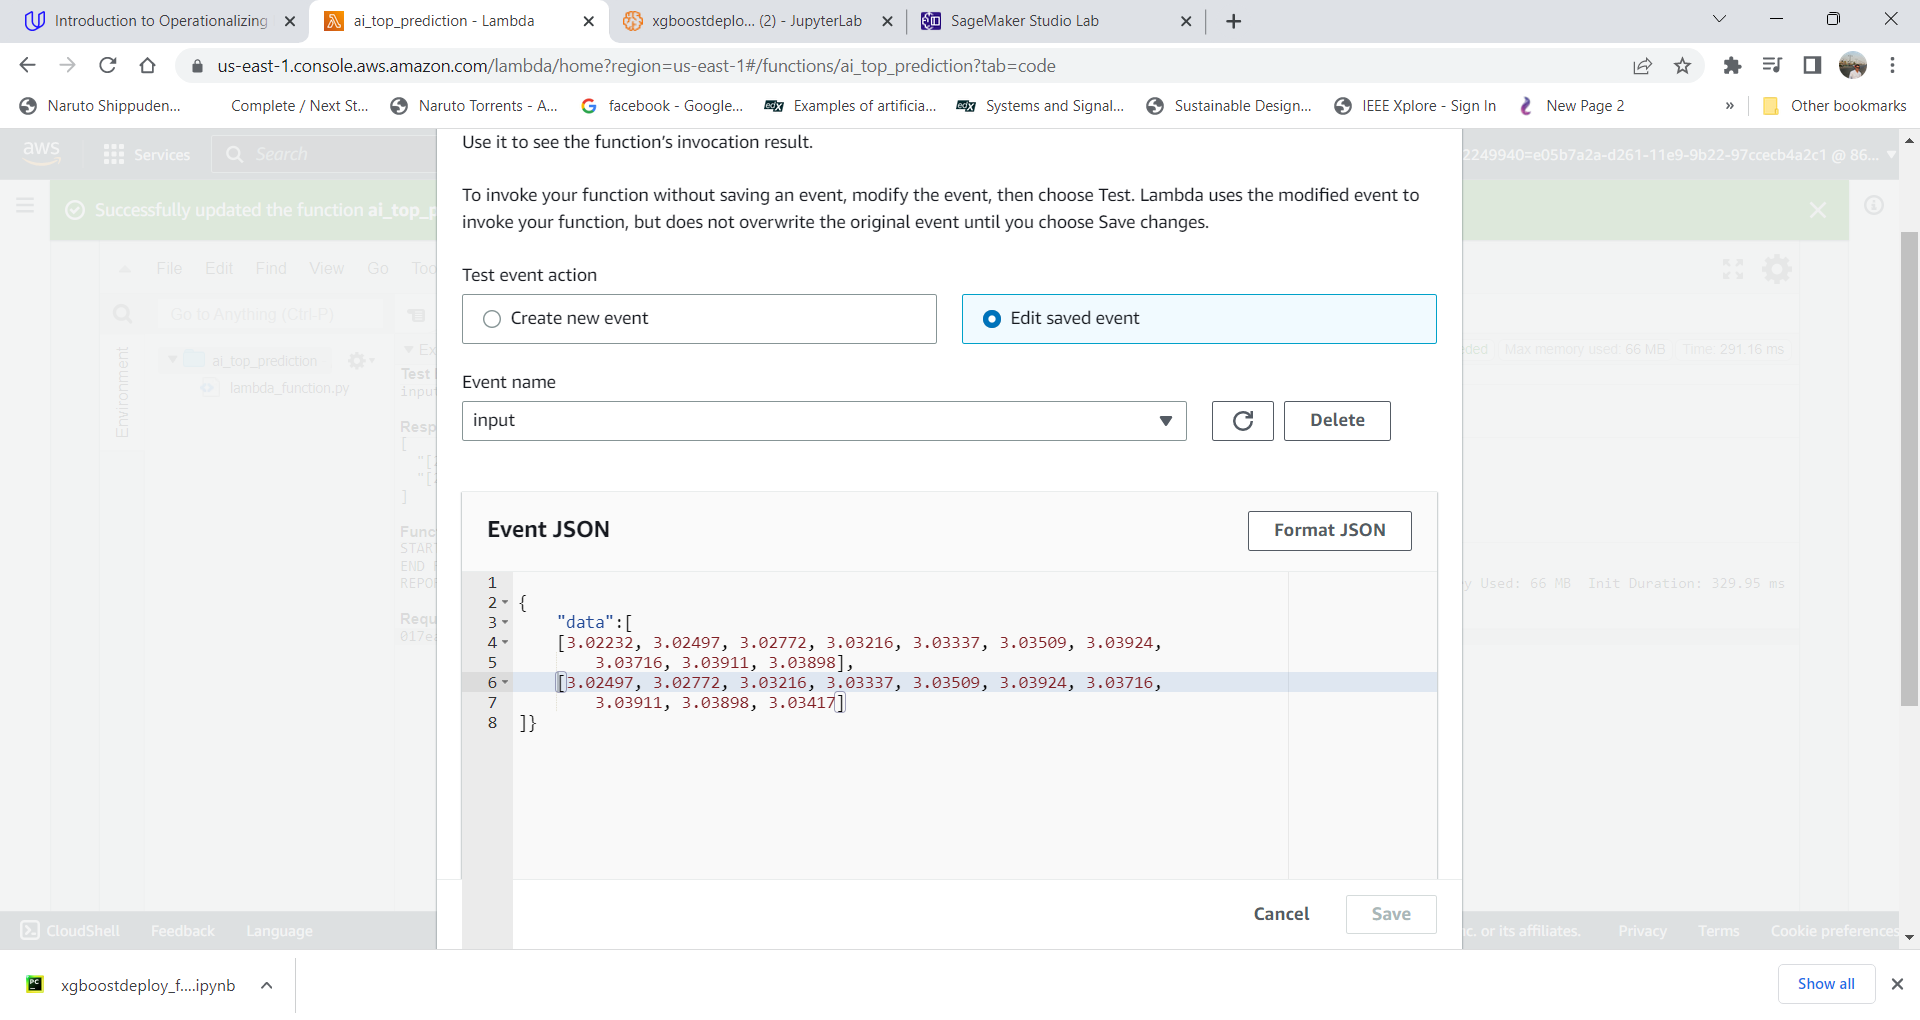 Introduction to Operationalizing
ai_top_prediction - Lambda
xgboostdeplo... (2) - JupyterLab
SageMaker Studio Lab
us-east-1.console.aws.amazon.com/lambda/home?region=us-east-1#/functions/ai_top_prediction?tab=code
Naruto Shippuden...
Complete / Next St...
Naruto Torrents - A...
facebook - Google...
Examples of artificia...
Systems and Signal...
Sustainable Design...
IEEE Xplore - Sign In
New Page 2
»
Other bookmarks
aws
Services
Search
2249940=e05b7a2a-d261-11e9-9b22-97ccecb4a2c1 @ 86...
Successfully updated the function ai_top_p
File Edit Find View Go Too
Go to Anything (Ctrl-P)
Environment
ai_top_prediction
lambda_function.py
Ex
Test
input
Resp
[
"[
"[
]
Func
START
END
REPO
Requ
017ea
Use it to see the function's invocation result.
To invoke your function without saving an event, modify the event, then choose Test. Lambda uses the modified event to
invoke your function, but does not overwrite the original event until you choose Save changes.
Test event action
Create new event
Edit saved event
Event name
input
Delete
Event JSON
Format JSON
1
2 {
3 "data":[
4 [3.02232, 3.02497, 3.02772, 3.03216, 3.03337, 3.03509, 3.03924,
5 3.03716, 3.03911, 3.03898],
6 [3.02497, 3.02772, 3.03216, 3.03337, 3.03509, 3.03924, 3.03716,
7 3.03911, 3.03898, 3.03417]
8 ]}
Cancel
Save
ded
Max memory used: 66 MB
Time: 291.16 ms
y Used: 66 MB Init Duration: 329.95 ms
CloudShell
Feedback
Language
nc. or its affiliates.
Privacy
Terms
Cookie preferences
PC
xgboostdeploy_f....ipynb
Show all